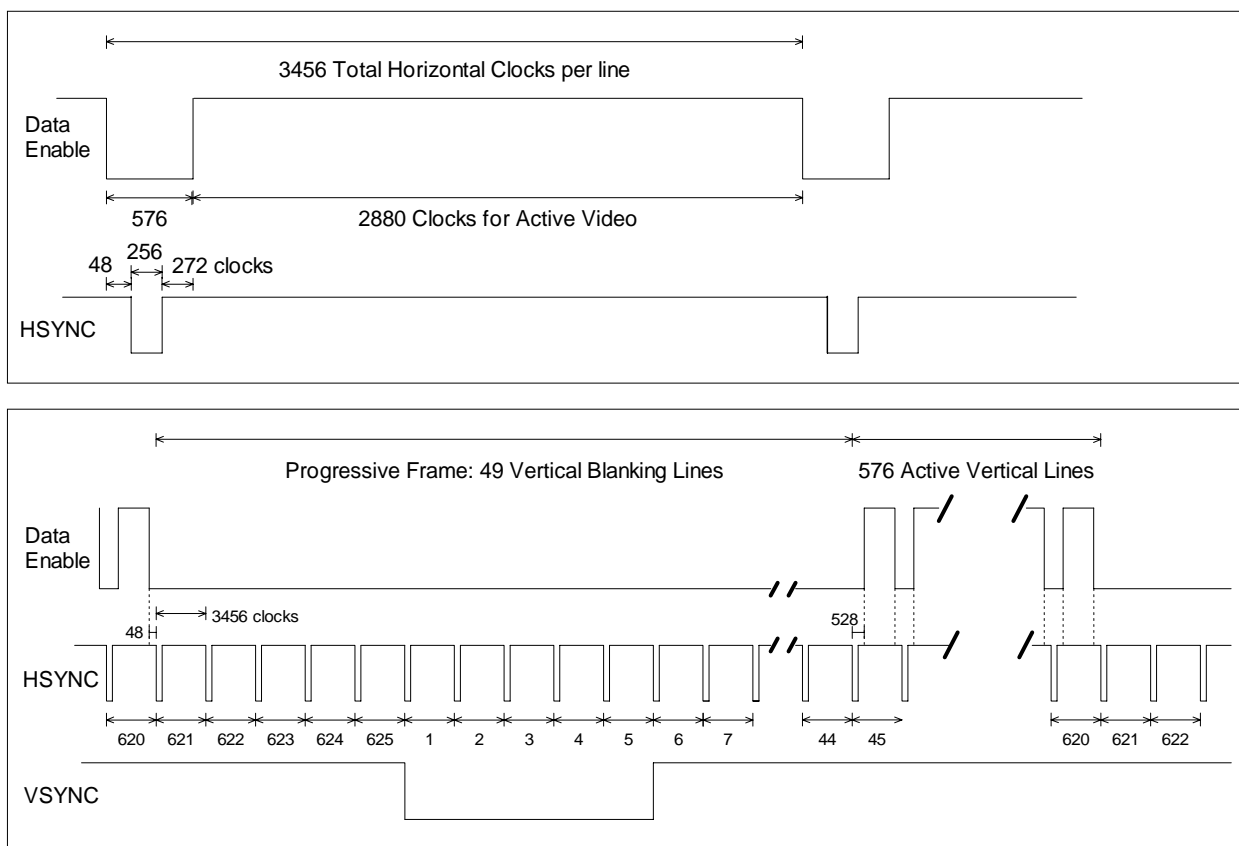 3456 Total Horizontal Clocks per line
Data
Enable
576
2880 Clocks for Active Video
256
48
272 clocks
HSYNC
Progressive Frame: 49 Vertical Blanking Lines
576 Active Vertical Lines
Data
Enable
3456 clocks
48
528
HSYNC
620 621 622 623 624 625 1 2 3 4 5 6 7 44 45 620 621 622
VSYNC